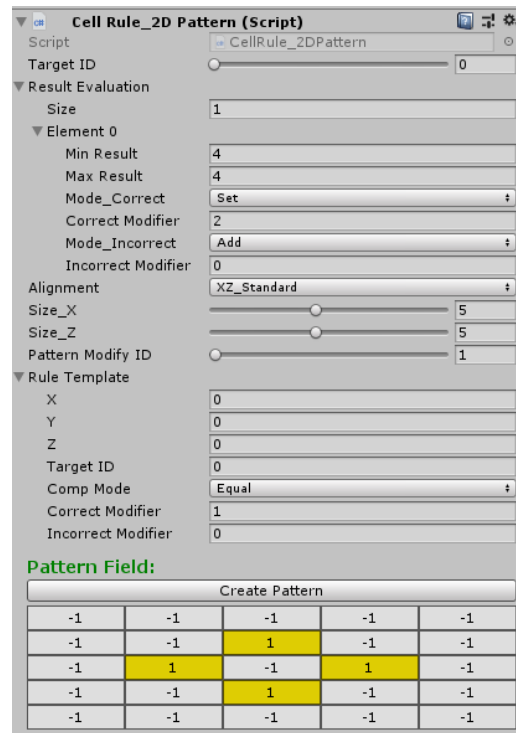 Cell Rule_2D Pattern (Script)
Script CellRule_2DPattern
Target ID 0
Result Evaluation
Size 1
Element 0
Min Result 4
Max Result 4
Mode_Correct Set
Correct Modifier 2
Mode_Incorrect Add
Incorrect Modifier 0
Alignment XZ_Standard
Size_X 5
Size_Z 5
Pattern Modify ID 1
Rule Template
X 0
Y 0
Z 0
Target ID 0
Comp Mode Equal
Correct Modifier 1
Incorrect Modifier 0
Pattern Field:
Create Pattern
-1 -1 -1 -1 -1
-1 -1 1 -1 -1
-1 1 -1 1 -1
-1 -1 1 -1 -1
-1 -1 -1 -1 -1